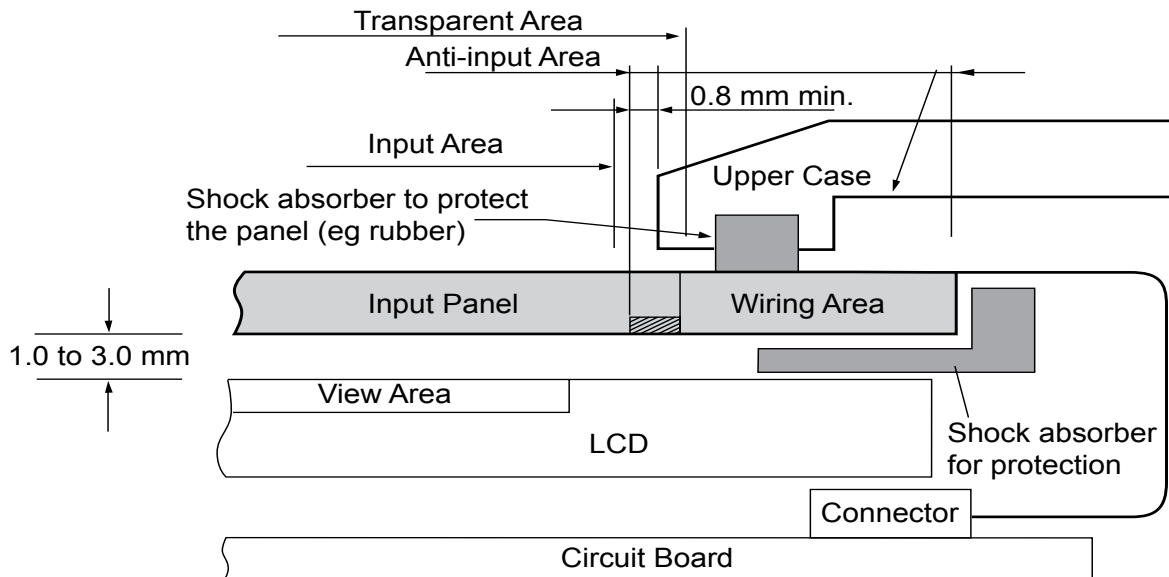 Transparent Area
Anti-input Area
0.8 mm min.
Input Area
Upper Case
Shock absorber to protect
the panel (eg rubber)
Input Panel
Wiring Area
1.0 to 3.0 mm
View Area
LCD
Shock absorber
for protection
Connector
Circuit Board